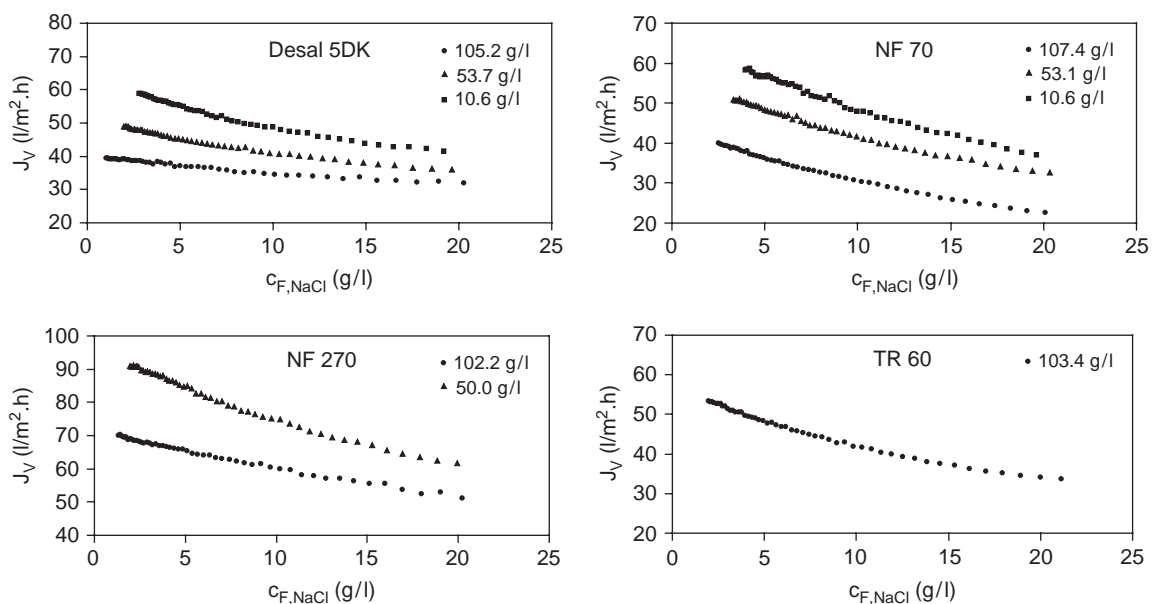 Desal 5DK
105.2 g/l
53.7 g/l
10.6 g/l
J_V (l/m².h)
80
70
60
50
40
30
20
0 5 10 15 20 25
c_F,NaCl (g/l)
NF 70
107.4 g/l
53.1 g/l
10.6 g/l
J_V (l/m².h)
70
60
50
40
30
20
0 5 10 15 20 25
c_F,NaCl (g/l)
NF 270
102.2 g/l
50.0 g/l
J_V (l/m².h)
100
90
80
70
60
50
40
0 5 10 15 20 25
c_F,NaCl (g/l)
TR 60
103.4 g/l
J_V (l/m².h)
70
60
50
40
30
20
0 5 10 15 20 25
c_F,NaCl (g/l)